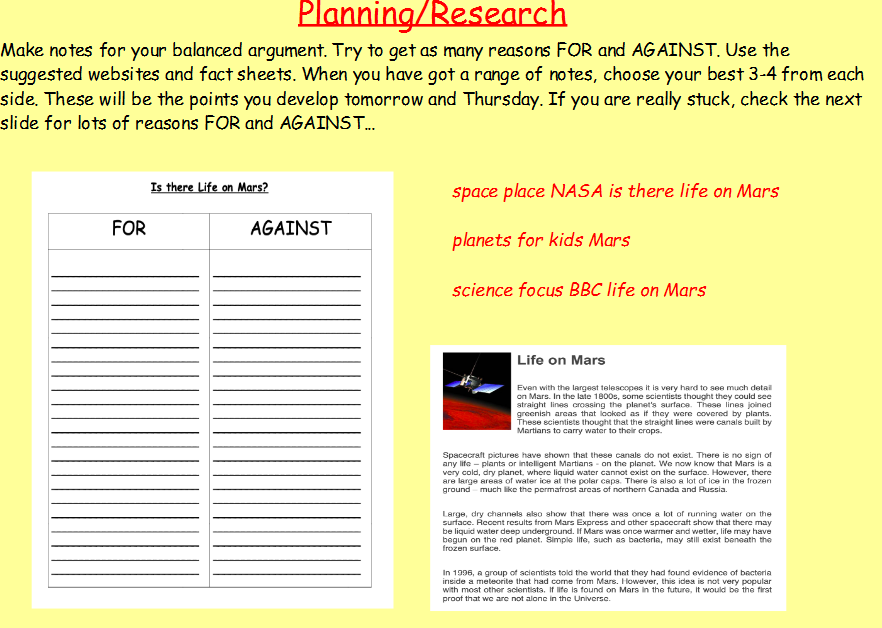 Planning/Research
Make notes for your balanced argument. Try to get as many reasons FOR and AGAINST. Use the
suggested websites and fact sheets. When you have got a range of notes, choose your best 3-4 from each
side. These will be the points you develop tomorrow and Thursday. If you are really stuck, check the next
slide for lots of reasons FOR and AGAINST...
Is there Life on Mars?
FOR AGAINST
space place NASA is there life on Mars
planets for kids Mars
science focus BBC life on Mars
Life on Mars
Even with the largest telescopes it is very hard to see much detail
on Mars. In the late 1800s, some scientists thought they could see
straight lines crossing the planet's surface. These lines joined
greenish areas that looked as if they were covered by plants.
These scientists thought that the straight lines were canals built by
Martians to carry water to their crops.
Spacecraft pictures have shown that these canals do not exist. There is no sign of
any life – plants or intelligent Martians - on the planet. We now know that Mars is a
very cold, dry planet, where liquid water cannot exist on the surface. However, there
are large areas of water ice at the polar caps. There is also a lot of ice in the frozen
ground – much like the permafrost areas of northern Canada and Russia.
Large, dry channels also show that there was once a lot of running water on the
surface. Recent results from Mars Express and other spacecraft show that there may
be liquid water deep underground. If Mars was once warmer and wetter, life may have
begun on the red planet. Simple life, such as bacteria, may still exist beneath the
frozen surface.
In 1996, a group of scientists told the world that they had found evidence of bacteria
inside a meteorite that had come from Mars. However, this idea is not very popular
with most other scientists. If life is found on Mars in the future, it would be the first
proof that we are not alone in the Universe.